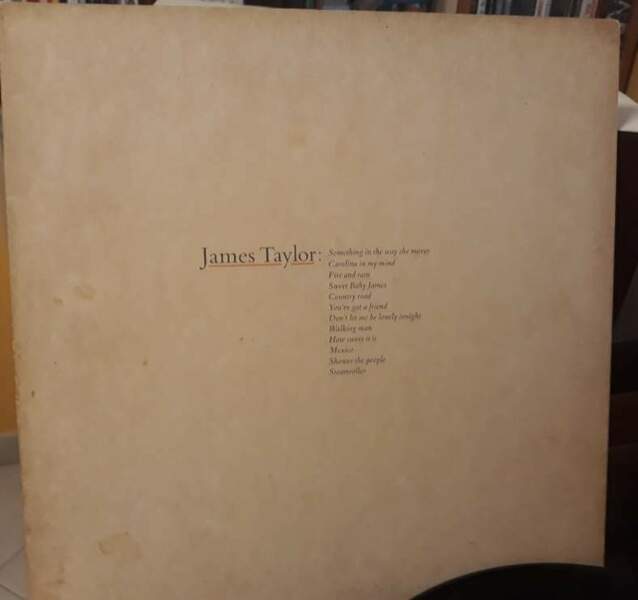 James Taylor:
Something in the way she moves
Carolina in my mind
Fire and rain
Sweet Baby James
Country road
You've got a friend
Don't let me be lonely tonight
Walking man
How sweet it is
Mexico
Shower the people
Steamroller